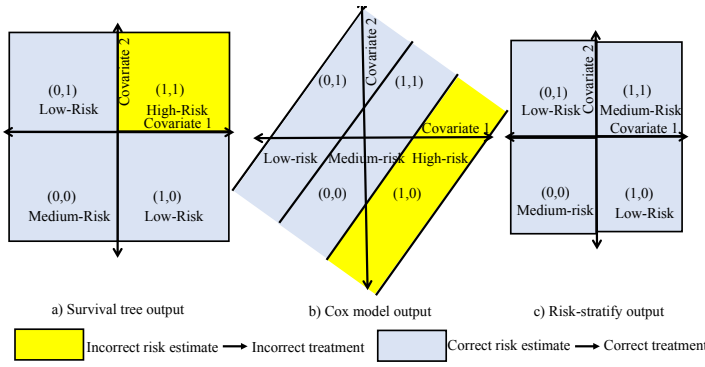 Covariate 2
(0,1)
Low-Risk
(1,1)
High-Risk
Covariate 1
(0,0)
Medium-Risk
(1,0)
Low-Risk
a) Survival tree output
Covariate 2
(0,1)
(1,1)
Covariate 1
Low-risk
Medium-risk
High-risk
(0,0)
(1,0)
b) Cox model output
Covariate 2
(0,1)
Low-Risk
(1,1)
Medium-Risk
Covariate 1
(0,0)
Medium-risk
(1,0)
Low-Risk
c) Risk-stratify output
Incorrect risk estimate → Incorrect treatment
Correct risk estimate → Correct treatment